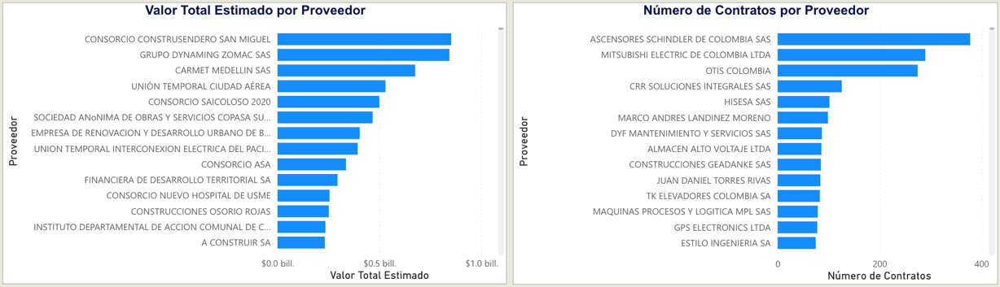 Valor Total Estimado por Proveedor
Proveedor
CONSORCIO CONSTRUSENDERO SAN MIGUEL
GRUPO DYNAMING ZOMAC SAS
CARMET MEDELLIN SAS
UNIÓN TEMPORAL CIUDAD AÉREA
CONSORCIO SAICOLOSO 2020
SOCIEDAD ANoNIMA DE OBRAS Y SERVICIOS COPASA SU...
EMPRESA DE RENOVACION Y DESARROLLO URBANO DE B...
UNION TEMPORAL INTERCONEXION ELECTRICA DEL PACI...
CONSORCIO ASA
FINANCIERA DE DESARROLLO TERRITORIAL SA
CONSORCIO NUEVO HOSPITAL DE USME
CONSTRUCCIONES OSORIO ROJAS
INSTITUTO DEPARTAMENTAL DE ACCION COMUNAL DE C...
A CONSTRUIR SA
$0.0 bill. $0.5 bill. $1.0 bill.
Valor Total Estimado
Número de Contratos por Proveedor
Proveedor
ASCENSORES SCHINDLER DE COLOMBIA SAS
MITSUBISHI ELECTRIC DE COLOMBIA LTDA
OTIS COLOMBIA
CRR SOLUCIONES INTEGRALES SAS
HISESA SAS
MARCO ANDRES LANDINEZ MORENO
DYF MANTENIMIENTO Y SERVICIOS SAS
ALMACEN ALTO VOLTAJE LTDA
CONSTRUCCIONES GEADANKE SAS
JUAN DANIEL TORRES RIVAS
TK ELEVADORES COLOMBIA SA
MAQUINAS PROCESOS Y LOGITICA MPL SAS
GPS ELECTRONICS LTDA
ESTILO INGENIERIA SA
0 200 400
Número de Contratos